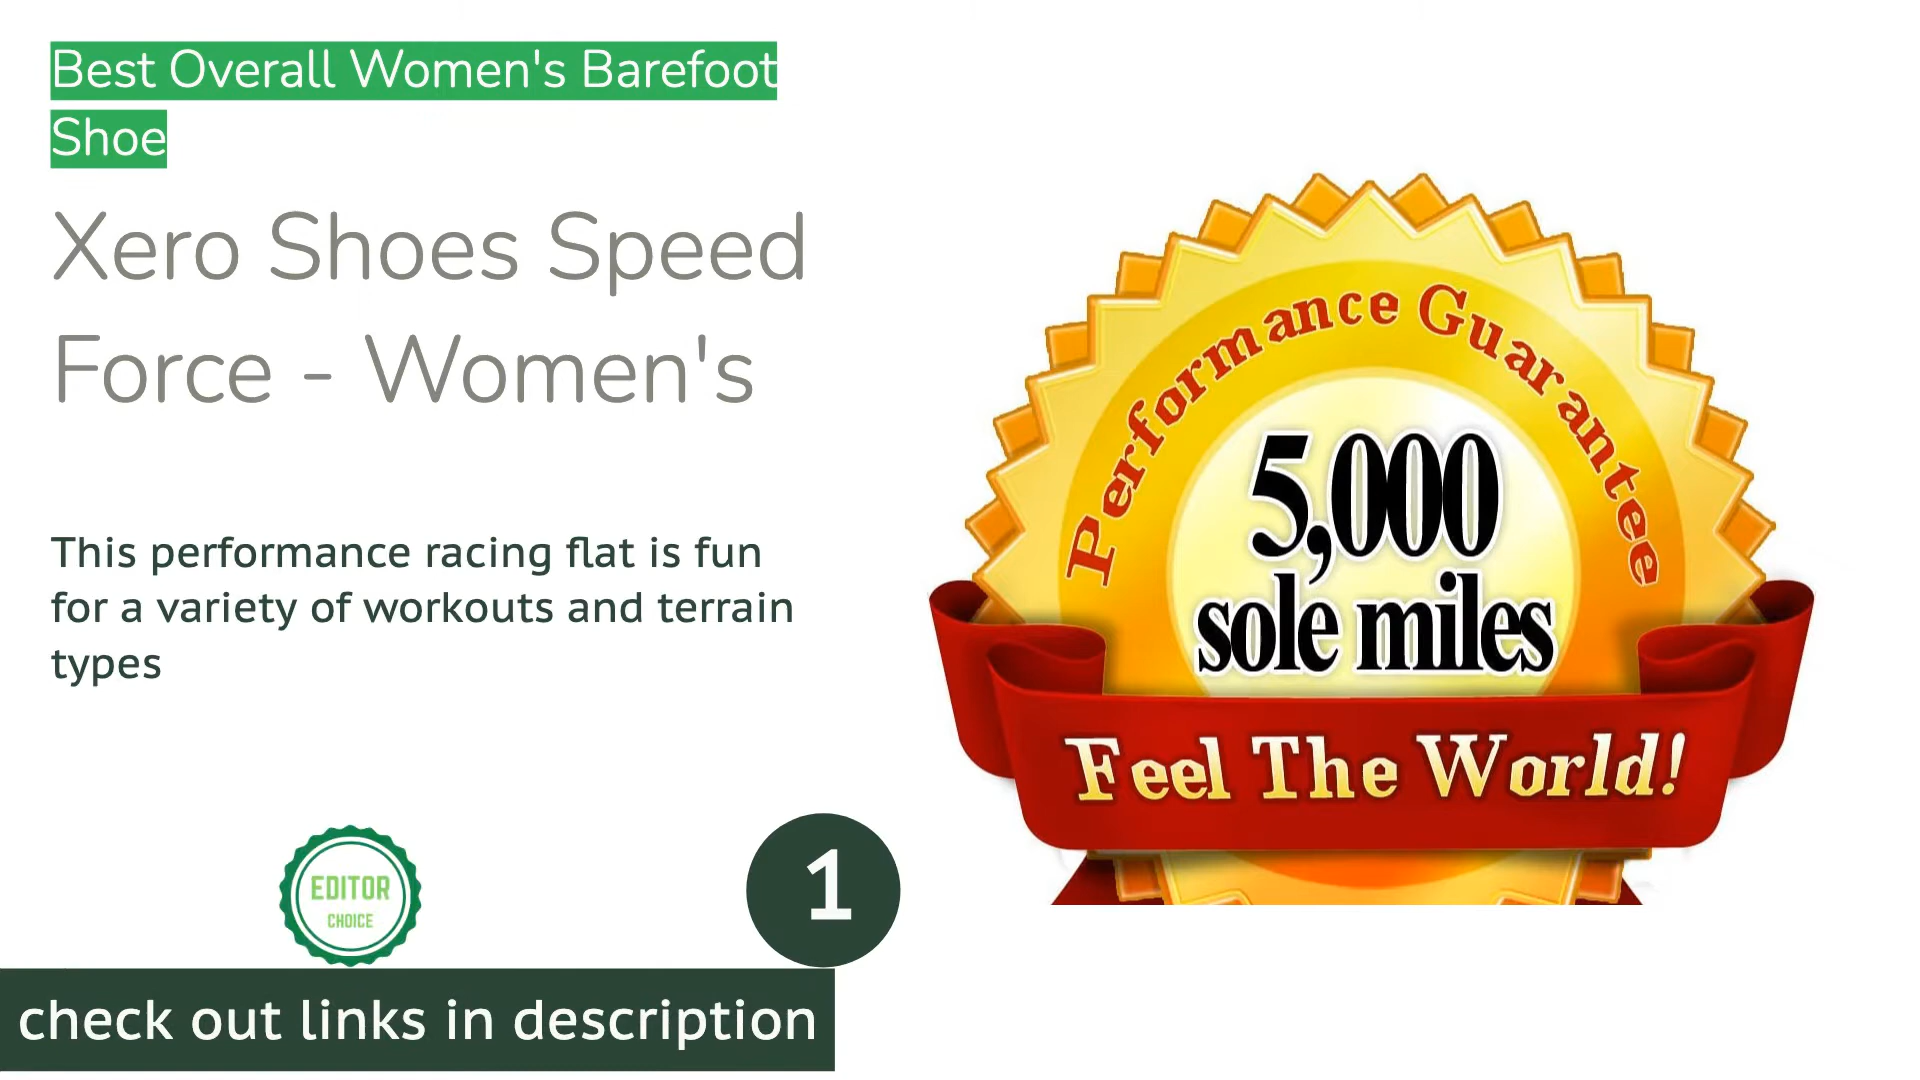 Best Overall Women's Barefoot
Shoe
Xero Shoes Speed
Force - Women's
This performance racing flat is fun
for a variety of workouts and terrain
types
EDITOR
CHOICE
1
check out links in description
Performance Guarantee
5,000
sole miles
Feel The World!